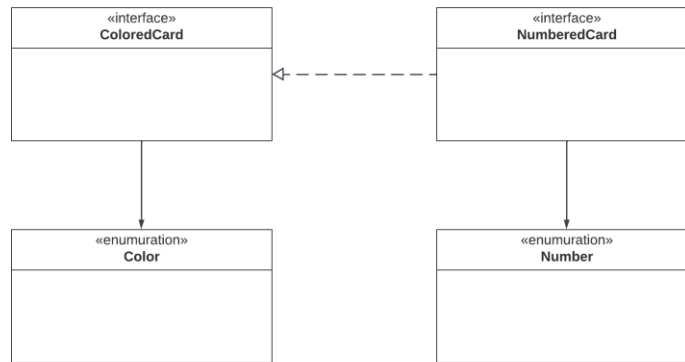 «interface»
ColoredCard
«interface»
NumberedCard
«enumuration»
Color
«enumuration»
Number